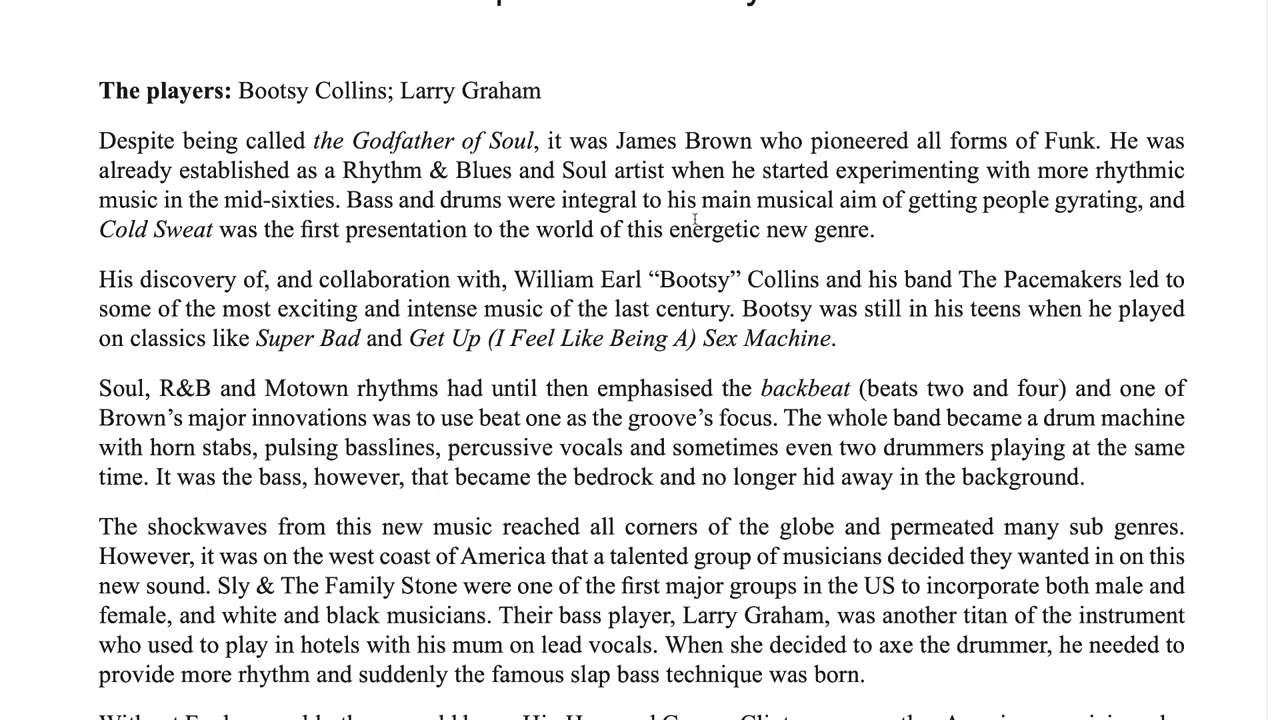 The players: Bootsy Collins; Larry Graham
Despite being called the Godfather of Soul, it was James Brown who pioneered all forms of Funk. He was
already established as a Rhythm & Blues and Soul artist when he started experimenting with more rhythmic
music in the mid-sixties. Bass and drums were integral to his main musical aim of getting people gyrating, and
Cold Sweat was the first presentation to the world of this energetic new genre.
His discovery of, and collaboration with, William Earl “Bootsy” Collins and his band The Pacemakers led to
some of the most exciting and intense music of the last century. Bootsy was still in his teens when he played
on classics like Super Bad and Get Up (I Feel Like Being A) Sex Machine.
Soul, R&B and Motown rhythms had until then emphasised the backbeat (beats two and four) and one of
Brown’s major innovations was to use beat one as the groove’s focus. The whole band became a drum machine
with horn stabs, pulsing basslines, percussive vocals and sometimes even two drummers playing at the same
time. It was the bass, however, that became the bedrock and no longer hid away in the background.
The shockwaves from this new music reached all corners of the globe and permeated many sub genres.
However, it was on the west coast of America that a talented group of musicians decided they wanted in on this
new sound. Sly & The Family Stone were one of the first major groups in the US to incorporate both male and
female, and white and black musicians. Their bass player, Larry Graham, was another titan of the instrument
who used to play in hotels with his mum on lead vocals. When she decided to axe the drummer, he needed to
provide more rhythm and suddenly the famous slap bass technique was born.